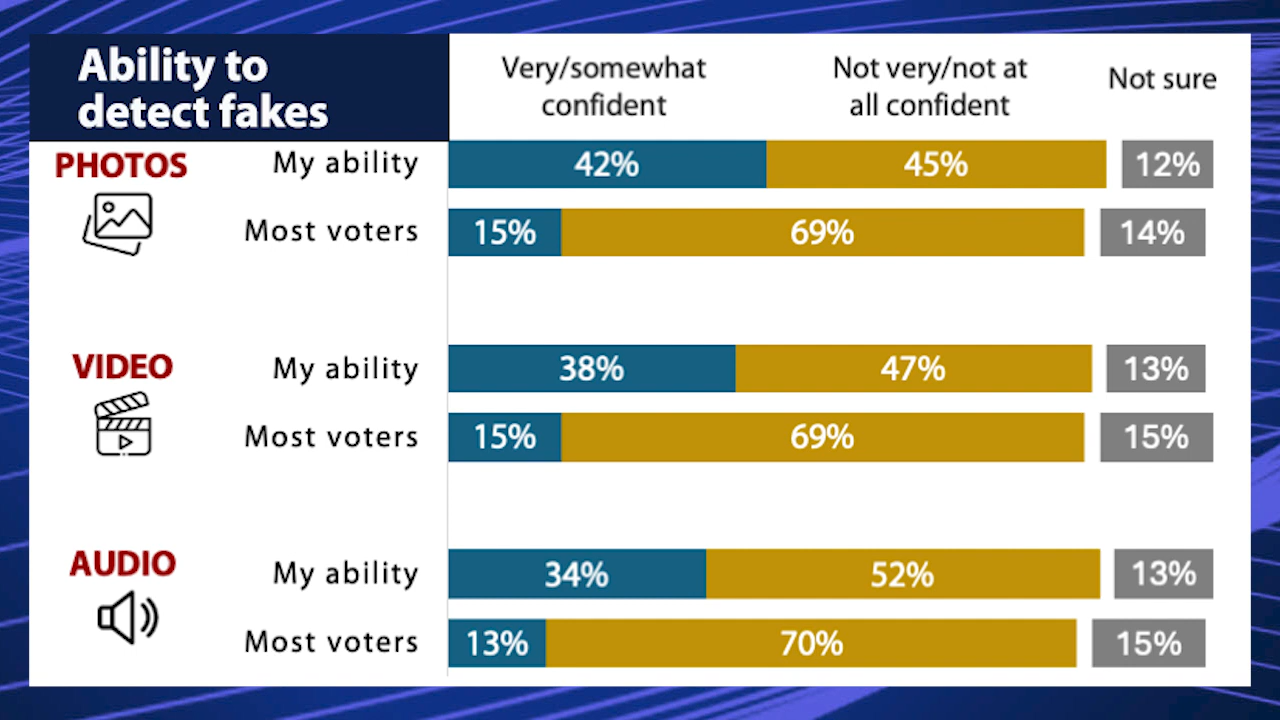 Ability to
detect fakes
Very/somewhat
confident
Not very/not at
all confident
Not sure
PHOTOS
My ability
42%
45%
12%
Most voters
15%
69%
14%
VIDEO
My ability
38%
47%
13%
Most voters
15%
69%
15%
AUDIO
My ability
34%
52%
13%
Most voters
13%
70%
15%